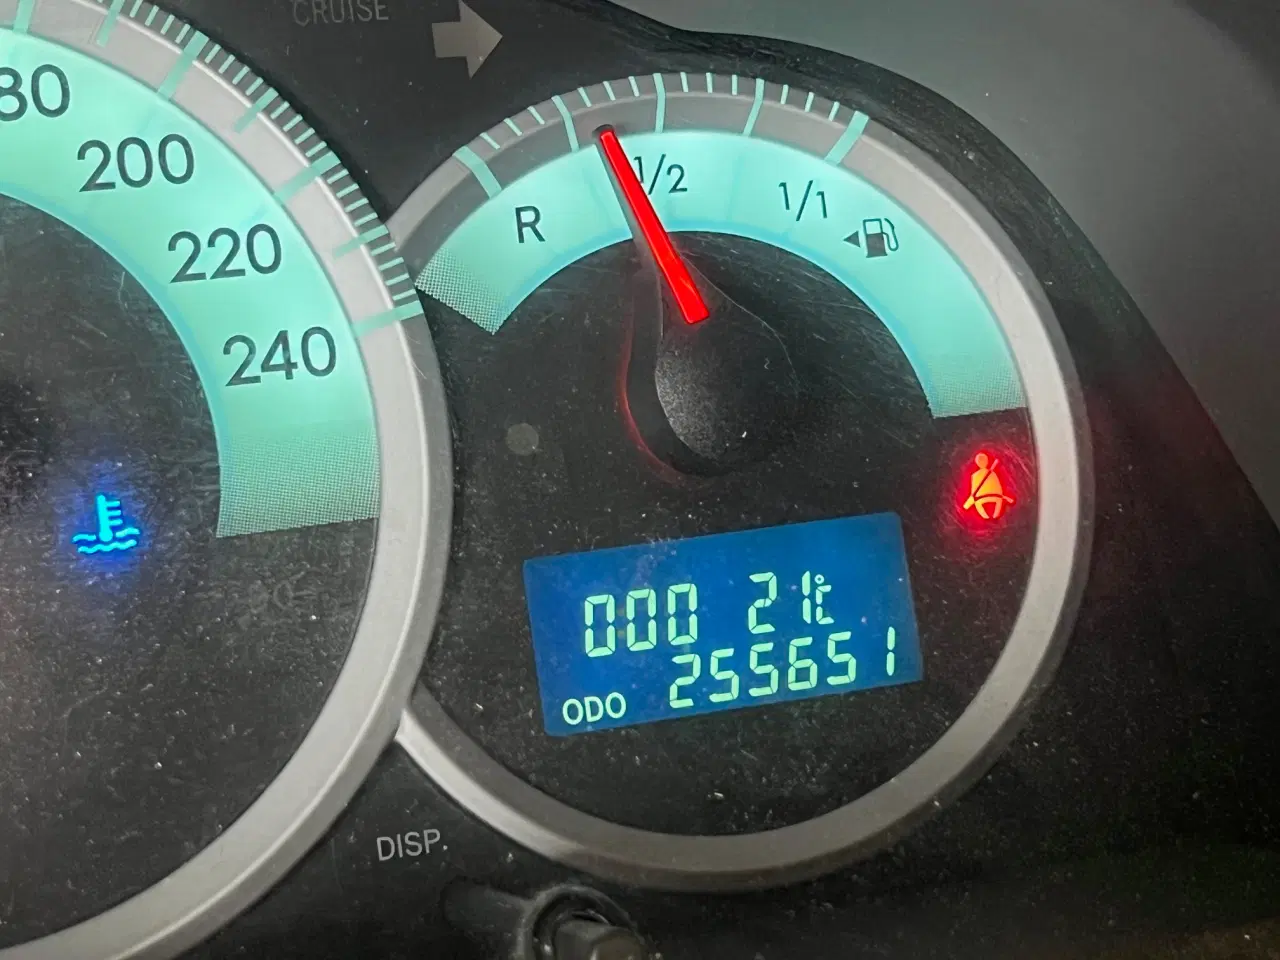 CRUISE
80
200
220
240
R
1/2
1/1
000 21°C
ODO 255651
DISP.